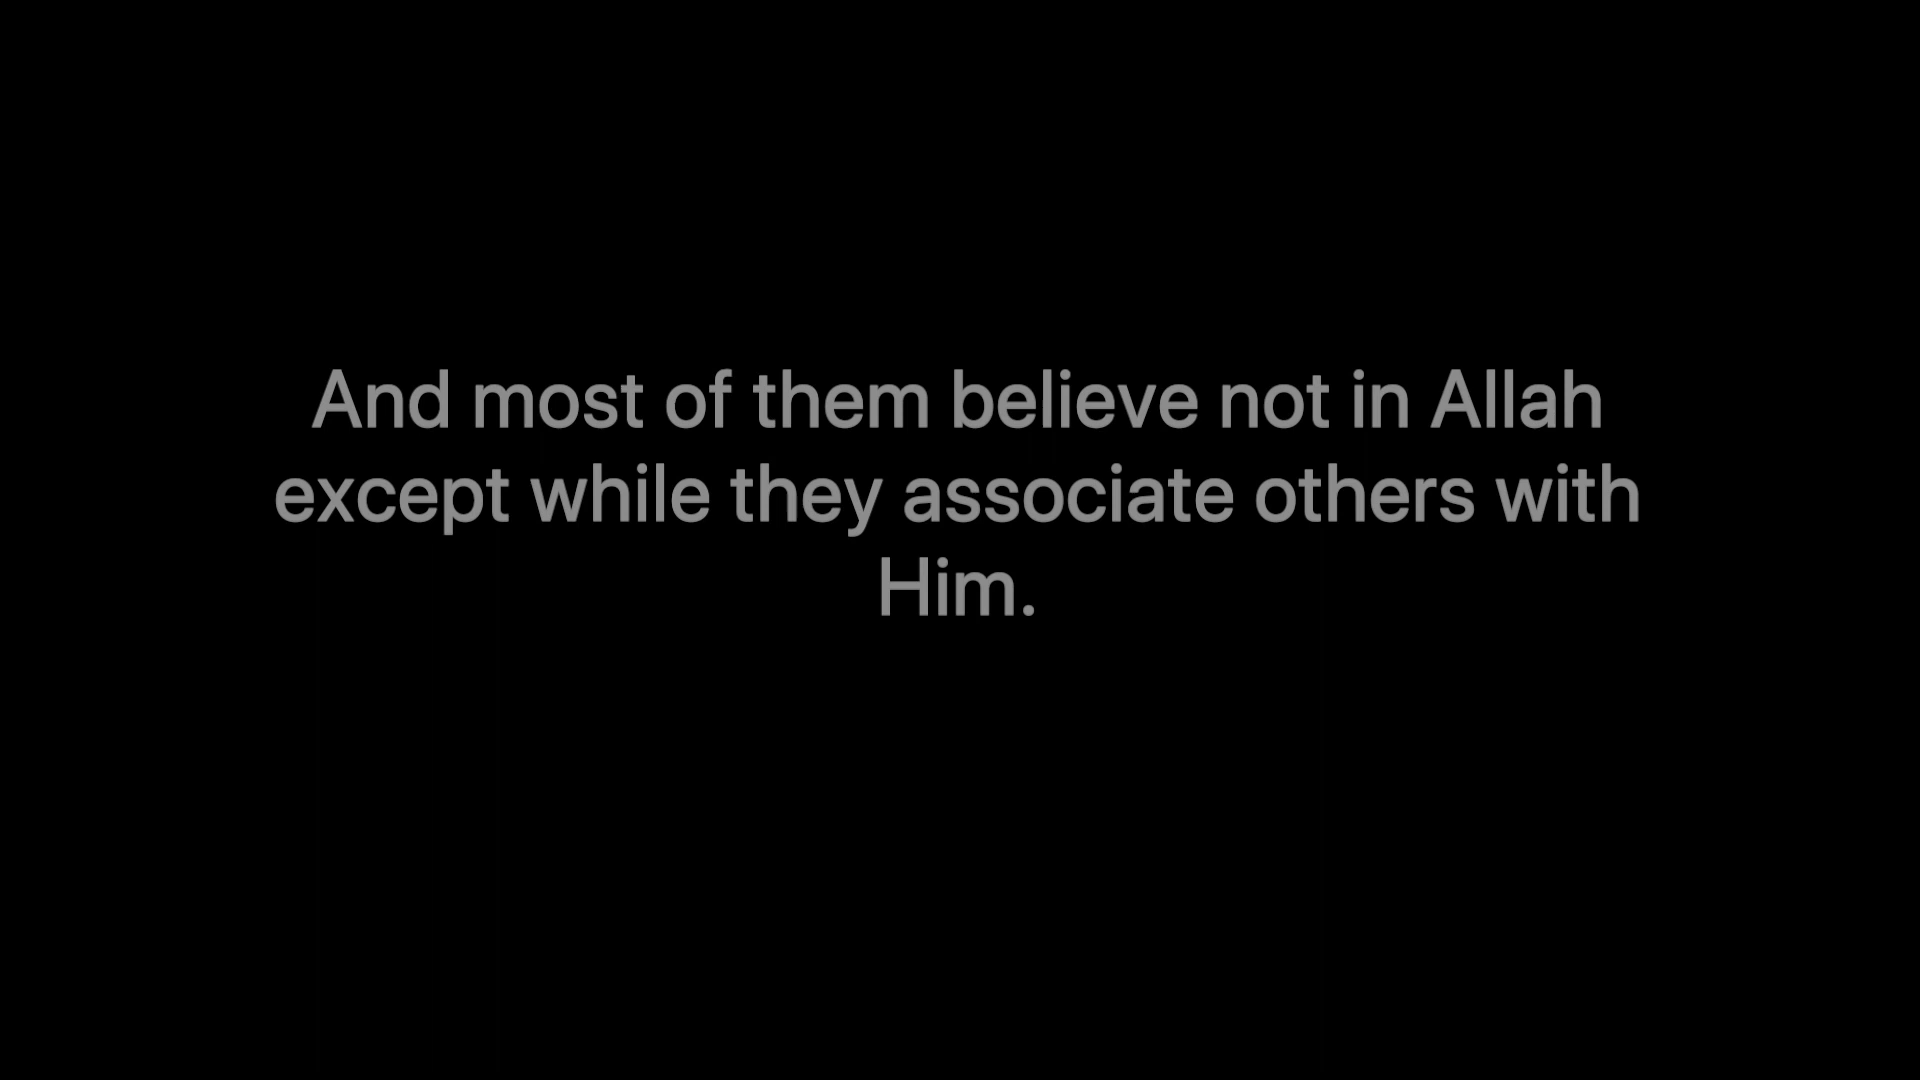 And most of them believe not in Allah
except while they associate others with
Him.